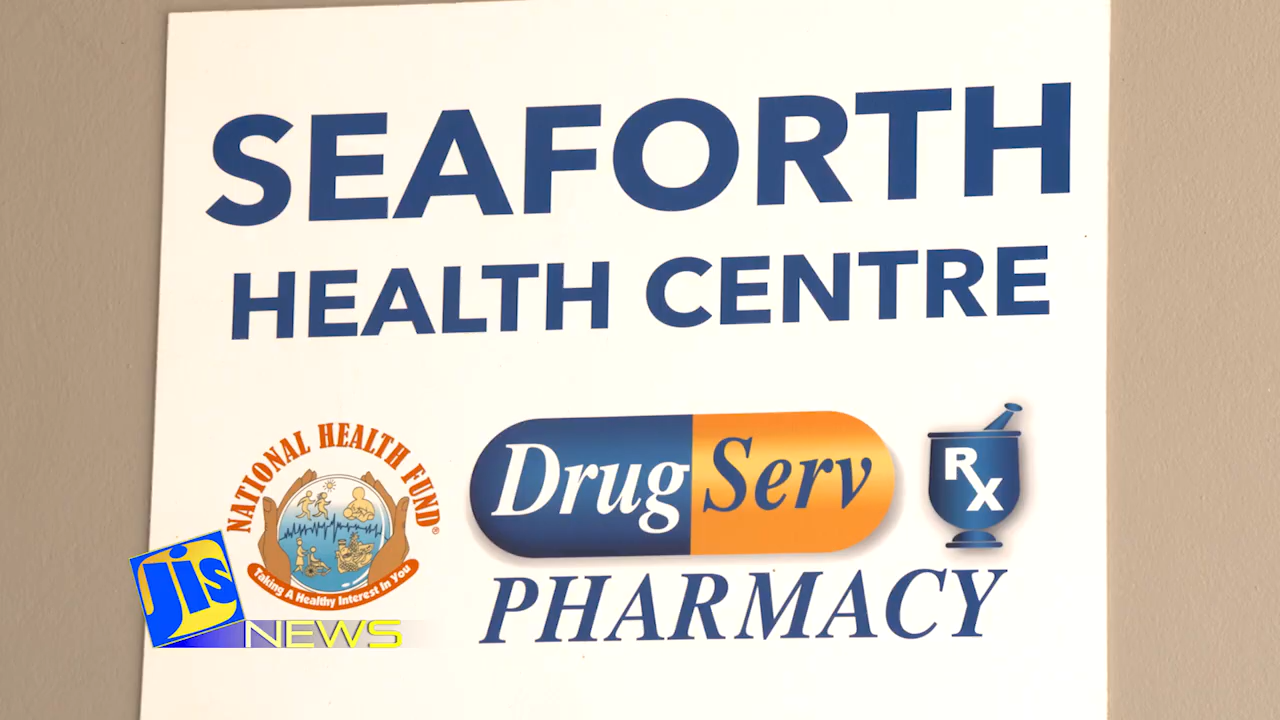 SEAFORTH
HEALTH CENTRE
NATIONAL HEALTH FUND®
Taking A Healthy Interest In You
DrugServ
RX
PHARMACY
JIS
NEWS